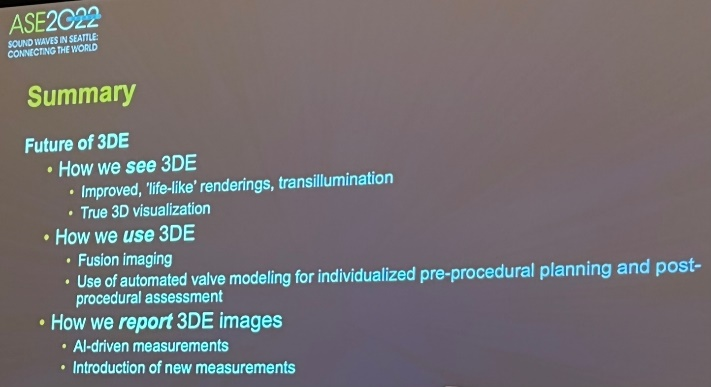 ASE2022
SOUND WAVES IN SEATTLE:
CONNECTING THE WORLD
Summary
Future of 3DE
• How we see 3DE
• Improved, 'life-like' renderings, transillumination
• True 3D visualization
• How we use 3DE
• Fusion imaging
• Use of automated valve modeling for individualized pre-procedural planning and post-
procedural assessment
• How we report 3DE images
• AI-driven measurements
• Introduction of new measurements